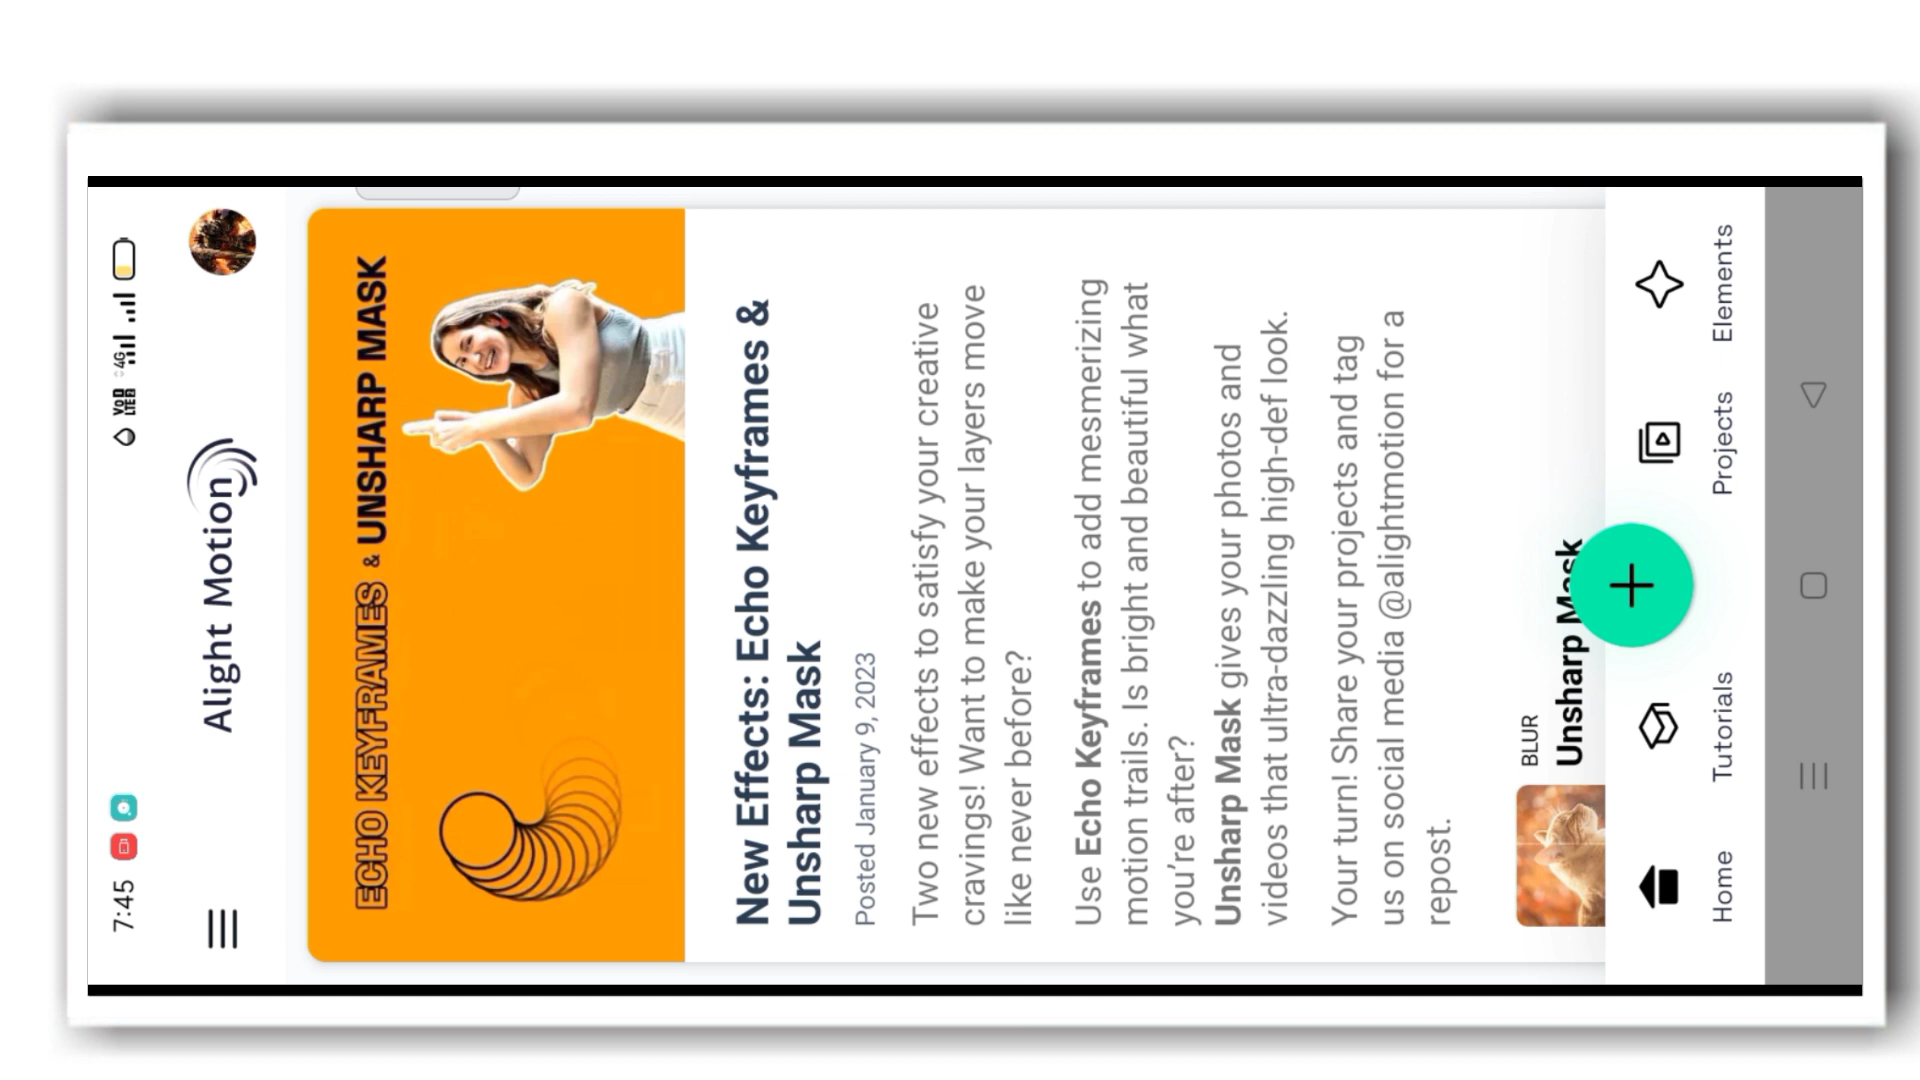 7:45
VoD LTE2 4G
Alight Motion
ECHO KEYFRAMES & UNSHARP MASK
New Effects: Echo Keyframes &
Unsharp Mask
Posted January 9, 2023
Two new effects to satisfy your creative
cravings! Want to make your layers move
like never before?
Use Echo Keyframes to add mesmerizing
motion trails. Is bright and beautiful what
you’re after?
Unsharp Mask gives your photos and
videos that ultra-dazzling high-def look.
Your turn! Share your projects and tag
us on social media @alightmotion for a
repost.
BLUR
Unsharp Mask
Home
Tutorials
Projects
Elements